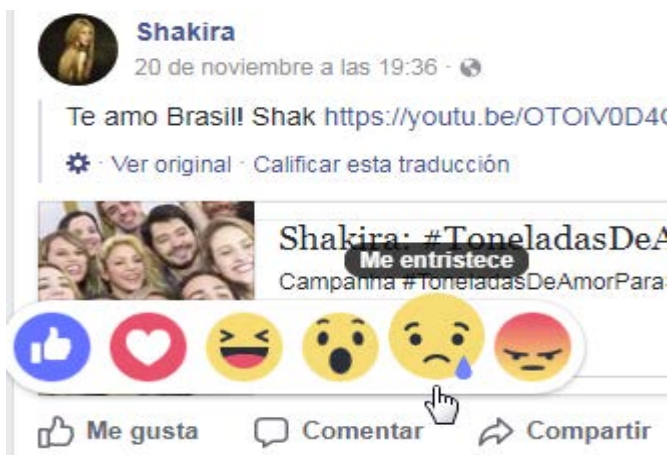 Shakira
20 de noviembre a las 19:36 ·
Te amo Brasil! Shak https://youtu.be/OTOiV0D4
· Ver original · Calificar esta traducción
Shakira: #ToneladasDeA
Me entristece
Campanha #ToneladasDeAmorPara
Me gusta Comentar Compartir